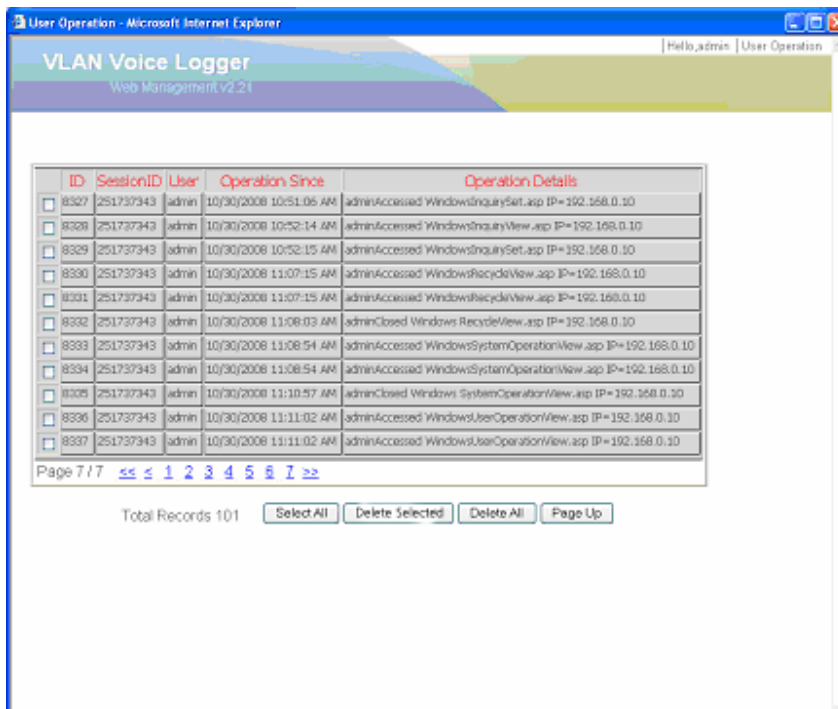 User Operation - Microsoft Internet Explorer
Hello,admin | User Operation
VLAN Voice Logger
Web Management v2.21
ID SessionID User Operation Since Operation Details
8327 251737343 admin 10/30/2008 10:51:06 AM adminAccessed WindowsInquirySet.asp IP=192.168.0.10
8328 251737343 admin 10/30/2008 10:52:14 AM adminAccessed WindowsInquiryView.asp IP=192.168.0.10
8329 251737343 admin 10/30/2008 10:52:15 AM adminAccessed WindowsInquirySet.asp IP=192.168.0.10
8330 251737343 admin 10/30/2008 11:07:15 AM adminAccessed WindowsRecycleView.asp IP=192.168.0.10
8331 251737343 admin 10/30/2008 11:07:15 AM adminAccessed WindowsRecycleView.asp IP=192.168.0.10
8332 251737343 admin 10/30/2008 11:08:03 AM adminClosed Windows RecycleView.asp IP=192.168.0.10
8333 251737343 admin 10/30/2008 11:08:54 AM adminAccessed WindowsSystemOperationView.asp IP=192.168.0.10
8334 251737343 admin 10/30/2008 11:08:54 AM adminAccessed WindowsSystemOperationView.asp IP=192.168.0.10
8335 251737343 admin 10/30/2008 11:10:57 AM adminClosed Windows SystemOperationView.asp IP=192.168.0.10
8336 251737343 admin 10/30/2008 11:11:02 AM adminAccessed WindowsUserOperationView.asp IP=192.168.0.10
8337 251737343 admin 10/30/2008 11:11:02 AM adminAccessed WindowsUserOperationView.asp IP=192.168.0.10
Page 7/7 << < 1 2 3 4 5 6 7 >>
Total Records 101 Select All Delete Selected Delete All Page Up